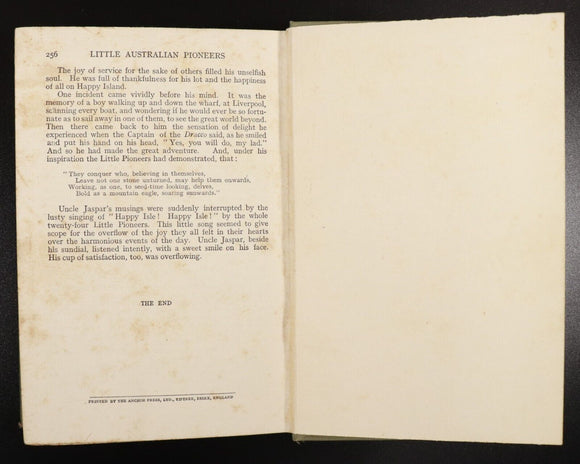 256 LITTLE AUSTRALIAN PIONEERS
The joy of service for the sake of others filled his unselfish
soul. He was full of thankfulness for his lot and the happiness
of all on Happy Island.
One incident came vividly before his mind. It was the
memory of a boy walking up and down the wharf, at Liverpool,
scanning every boat, and wondering if he would ever be so fortu-
nate as to sail away in one of them, to see the great world beyond.
Then there came back to him the sensation of delight he
experienced when the Captain of the Dracco said, as he smiled
and put his hand on his head, "Yes, you will do, my lad."
And so he had made the great adventure. And, under his
inspiration the Little Pioneers had demonstrated, that:
"They conquer who, believing in themselves,
Leave not one stone unturned, may help them onwards,
Working, as one, to seed-time looking, delves,
Bold as a mountain eagle, soaring sunwards."
Uncle Jaspar's musings were suddenly interrupted by the
lusty singing of "Happy Isle! Happy Isle!" by the whole
twenty-four Little Pioneers. This little song seemed to give
scope for the overflow of the joy they all felt in their hearts
over the harmonious events of the day. Uncle Jaspar, beside
his sundial, listened intently, with a sweet smile on his face.
His cup of satisfaction, too, was overflowing.
THE END
PRINTED BY THE ANCHOR PRESS, LTD., TIPTREE, ESSEX, ENGLAND